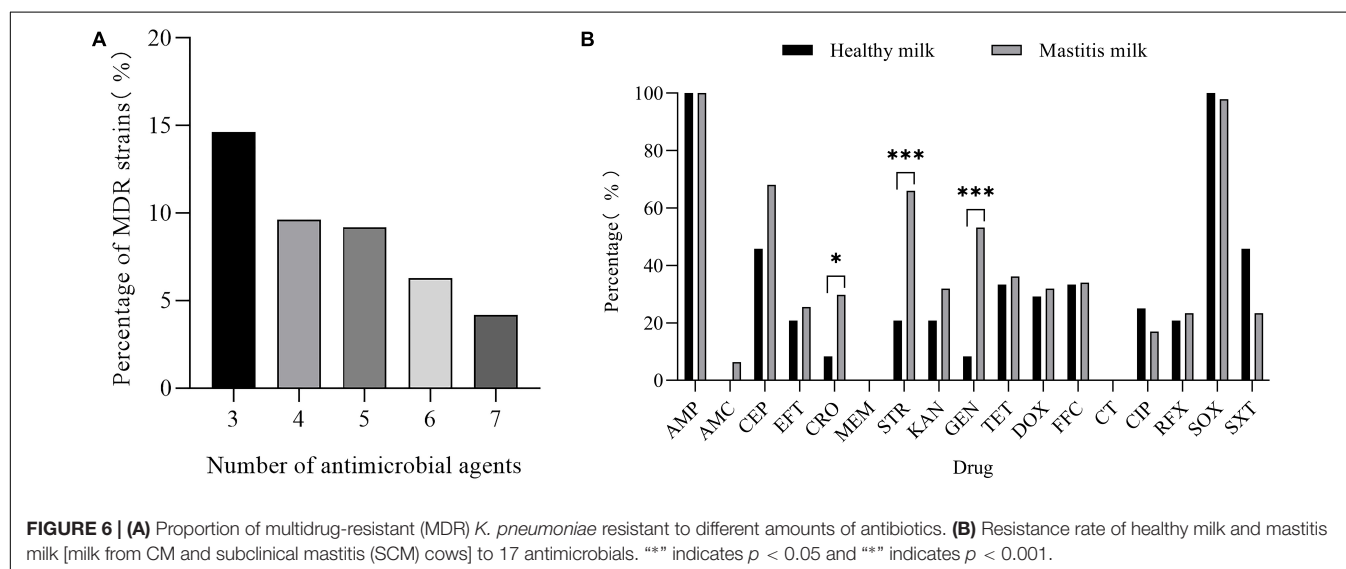 A
20
15
10
5
0
Percentage of MDR strains( %)
3 4 5 6 7
Number of antimicrobial agents
B
Healthy milk Mastitis milk
100
80
60
40
20
0
Percentage( %)
*
***
***
AMP AMC CEP EFT CRO MEM STR KAN GEN TET DOX FFC CT CIP RFX SOX SXT
Drug
FIGURE 6 | (A) Proportion of multidrug-resistant (MDR) K. pneumoniae resistant to different amounts of antibiotics. (B) Resistance rate of healthy milk and mastitis
milk [milk from CM and subclinical mastitis (SCM) cows] to 17 antimicrobials. “*” indicates p < 0.05 and “*” indicates p < 0.001.